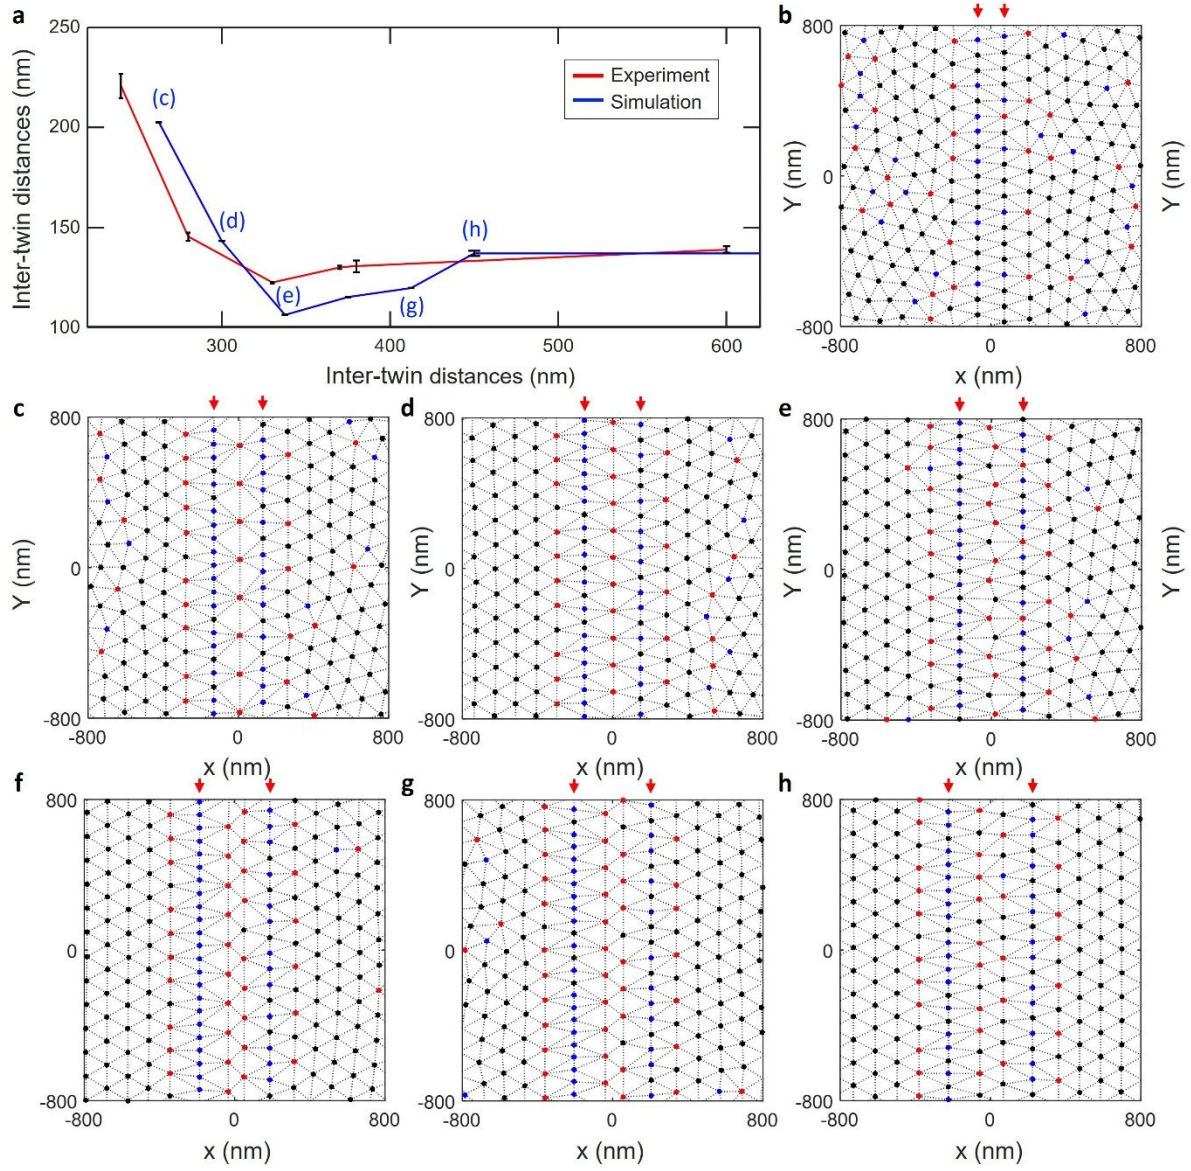 a
250
200
150
100
Inter-twin distances (nm)
300
400
500
600
Inter-twin distances (nm)
Experiment
Simulation
(c)
(d)
(e)
(g)
(h)
b
800
0
-800
Y (nm)
-800
0
800
x (nm)
Y (nm)
c
800
0
-800
Y (nm)
-800
0
800
x (nm)
d
800
0
-800
Y (nm)
-800
0
800
x (nm)
e
800
0
-800
Y (nm)
-800
0
800
x (nm)
Y (nm)
f
800
0
-800
-800
0
800
x (nm)
g
800
0
-800
-800
0
800
x (nm)
h
800
0
-800
-800
0
800
x (nm)